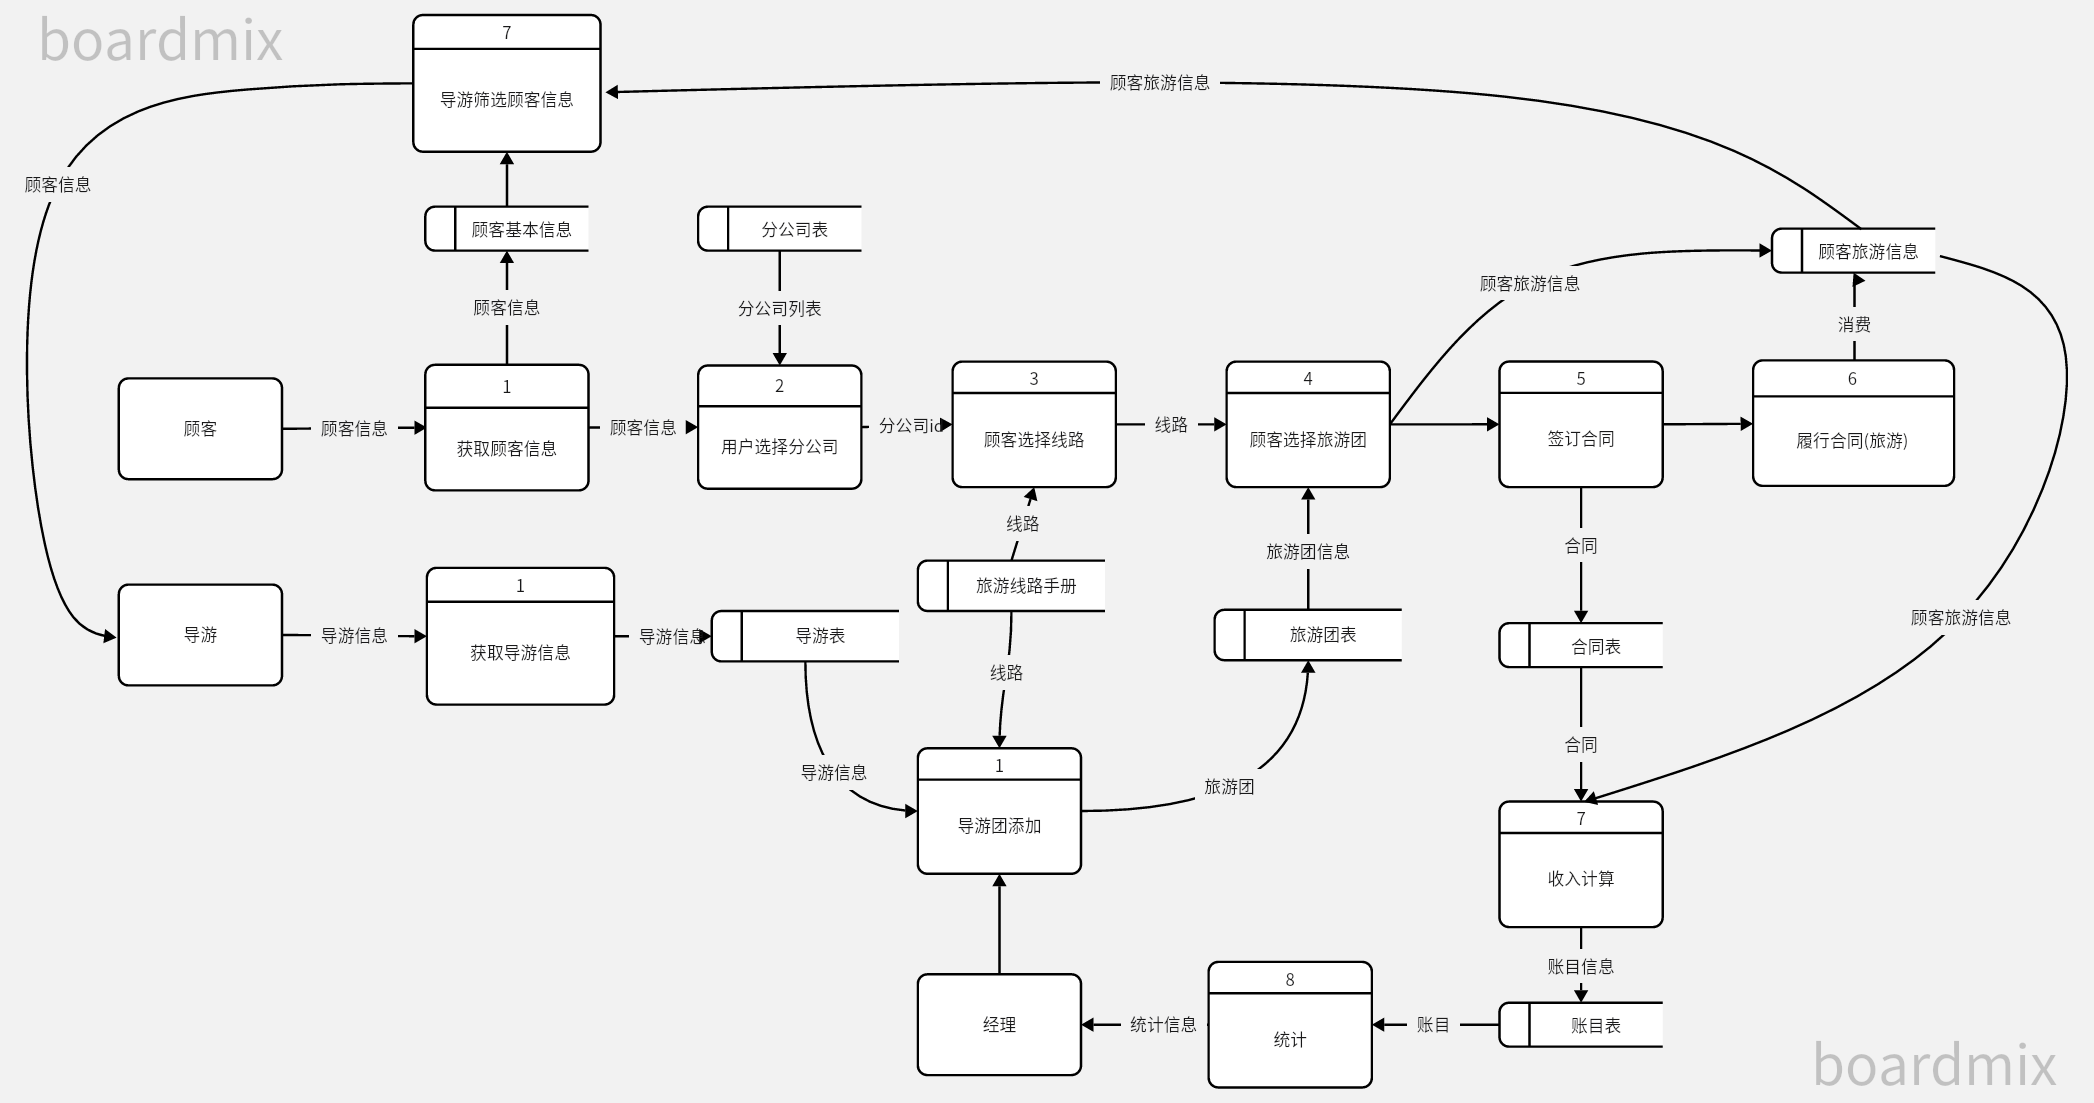 boardmix
7
导游筛选顾客信息
顾客旅游信息
顾客信息
顾客基本信息
分公司表
顾客旅游信息
顾客旅游信息
顾客信息
分公司列表
消费
顾客
顾客信息
1
获取顾客信息
顾客信息
2
用户选择分公司
分公司id
3
顾客选择线路
线路
4
顾客选择旅游团
5
签订合同
6
履行合同(旅游)
线路
旅游团信息
合同
旅游线路手册
导游
导游信息
1
获取导游信息
导游信息
导游表
旅游团表
合同表
顾客旅游信息
线路
合同
导游信息
1
导游团添加
旅游团
7
收入计算
账目信息
经理
统计信息
8
统计
账目
账目表
boardmix